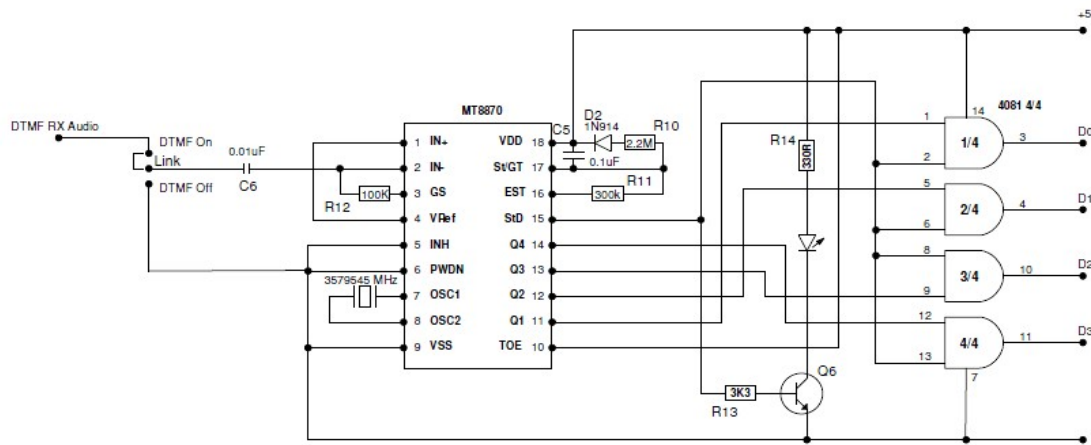 +5
MT8870
D2
1N914
C5
R10
2.2M
0.1uF
R11
300k
R14
330R
4081 4/4
14
DTMF RX Audio
DTMF On
Link
DTMF Off
0.01uF
C6
R12
100K
1 IN+ VDD 18
2 IN- St/GT 17
3 GS EST 16
4 VRef StD 15
5 INH Q4 14
6 PWDN Q3 13
7 OSC1 Q2 12
8 OSC2 Q1 11
9 VSS TOE 10
3579545 MHz
1
2
1/4
3
D0
5
6
2/4
4
D1
8
9
3/4
10
D2
12
13
4/4
11
D3
7
3K3
R13
Q6